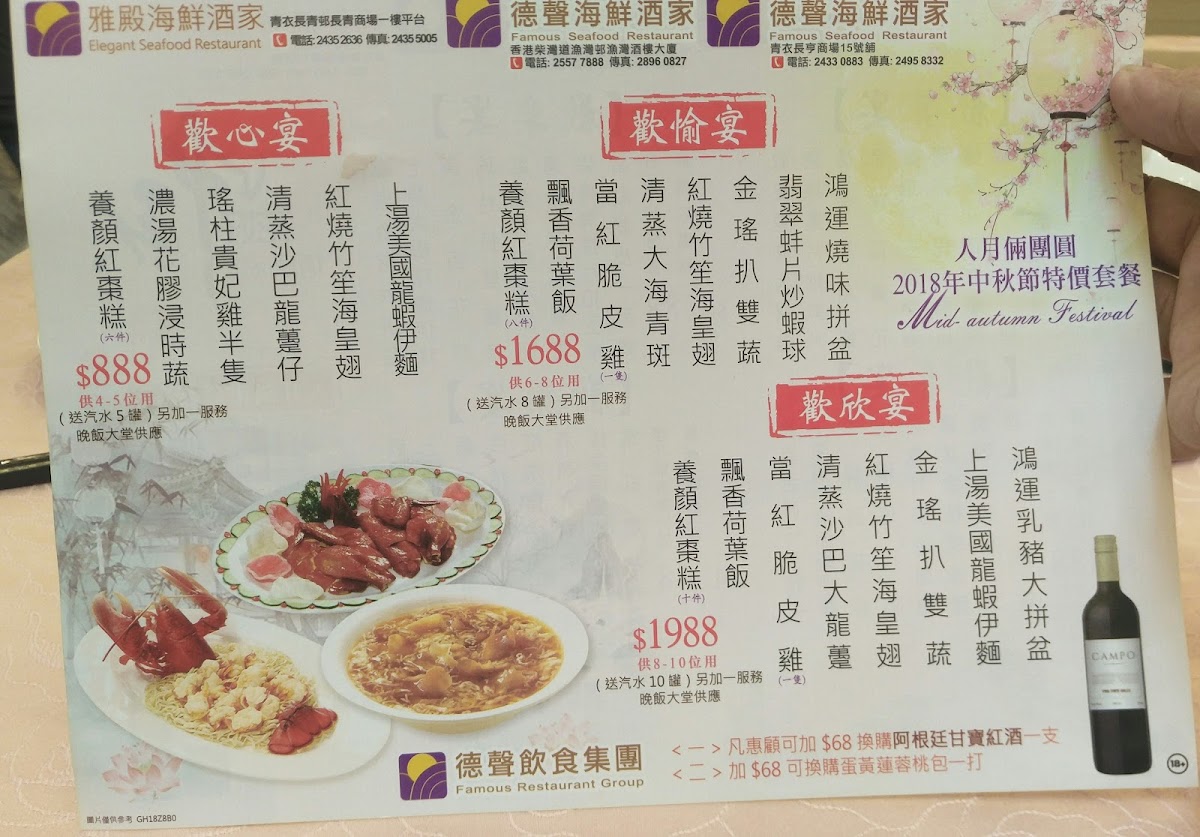 雅殿海鮮酒家
Elegant Seafood Restaurant
青衣長青邨長青商場一樓平台
電話: 2435 2636 傳真: 2435 5005
德聲海鮮酒家
Famous Seafood Restaurant
香港柴灣道漁灣邨漁灣酒樓大廈
電話: 2557 7888 傳真: 2896 0827
德聲海鮮酒家
Famous Seafood Restaurant
青衣長亨商場15號舖
電話: 2433 0883 傳真: 2495 8332
人月倆團圓
2018年中秋節特價套餐
Mid-autumn Festival
歡心宴
上湯美國龍蝦伊麵
紅燒竹笙海皇翅
清蒸沙巴龍躉仔
瑤柱貴妃雞半隻
濃湯花膠浸時蔬
養顏紅棗糕(六件)
$888
供4-5位用
(送汽水5罐)另加一服務
晚飯大堂供應
歡愉宴
鴻運燒味拼盆
翡翠蚌片炒蝦球
金瑤扒雙蔬
紅燒竹笙海皇翅
清蒸大海青斑
當紅脆皮雞(一隻)
飄香荷葉飯
養顏紅棗糕(八件)
$1688
供6-8位用
(送汽水8罐)另加一服務
晚飯大堂供應
歡欣宴
鴻運乳豬大拼盆
上湯美國龍蝦伊麵
金瑤扒雙蔬
紅燒竹笙海皇翅
清蒸沙巴大龍躉
當紅脆皮雞(一隻)
飄香荷葉飯
養顏紅棗糕(十件)
$1988
供8-10位用
(送汽水10罐)另加一服務
晚飯大堂供應
CAMPO
德聲飲食集團
Famous Restaurant Group
<一> 凡惠顧可加 $68 換購阿根廷甘寶紅酒一支
<二> 加 $68 可換購蛋黃蓮蓉桃包一打
18+
圖片僅供參考 GH18Z8B0